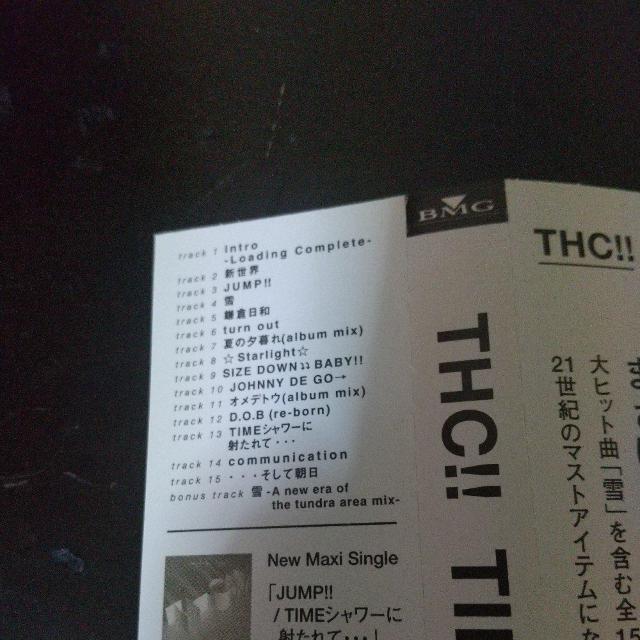 track 1 Intro
-Loading Complete-
track 2 新世界
track 3 JUMP!!
track 4 雪
track 5 鎌倉日和
track 6 turn out
track 7 夏の夕暮れ(album mix)
track 8 ☆Starlight☆
track 9 SIZE DOWN↴↴BABY!!
track 10 JOHNNY DE GO→
track 11 オメデトウ(album mix)
track 12 D.O.B (re-born)
track 13 TIMEシャワーに
射たれて・・・
track 14 communication
track 15 ・・・そして朝日
bonus track 雪 -A new era of
the tundra area mix-
New Maxi Single
「JUMP!!
/ TIMEシャワーに
射たれて・・・」
BMG
THC!! TI
THC!!
大ヒット曲「雪」を含む全
21世紀のマストアイテムにな